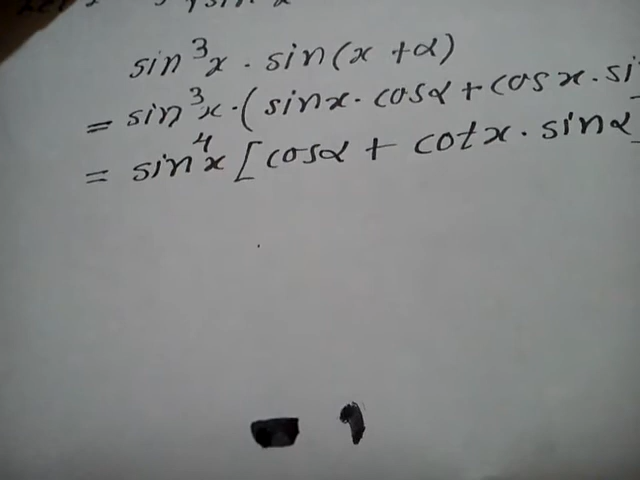 sin³x · sin(x + α)
= sin³x · (sinx · cosα + cosx · si
= sin⁴x [cosα + cotx · sinα]